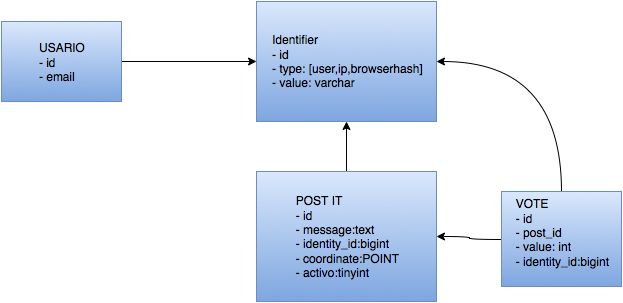 USARIO
- id
- email
Identifier
- id
- type: [user,ip,browserhash]
- value: varchar
POST IT
- id
- message:text
- identity_id:bigint
- coordinate:POINT
- activo:tinyint
VOTE
- id
- post_id
- value: int
- identity_id:bigint